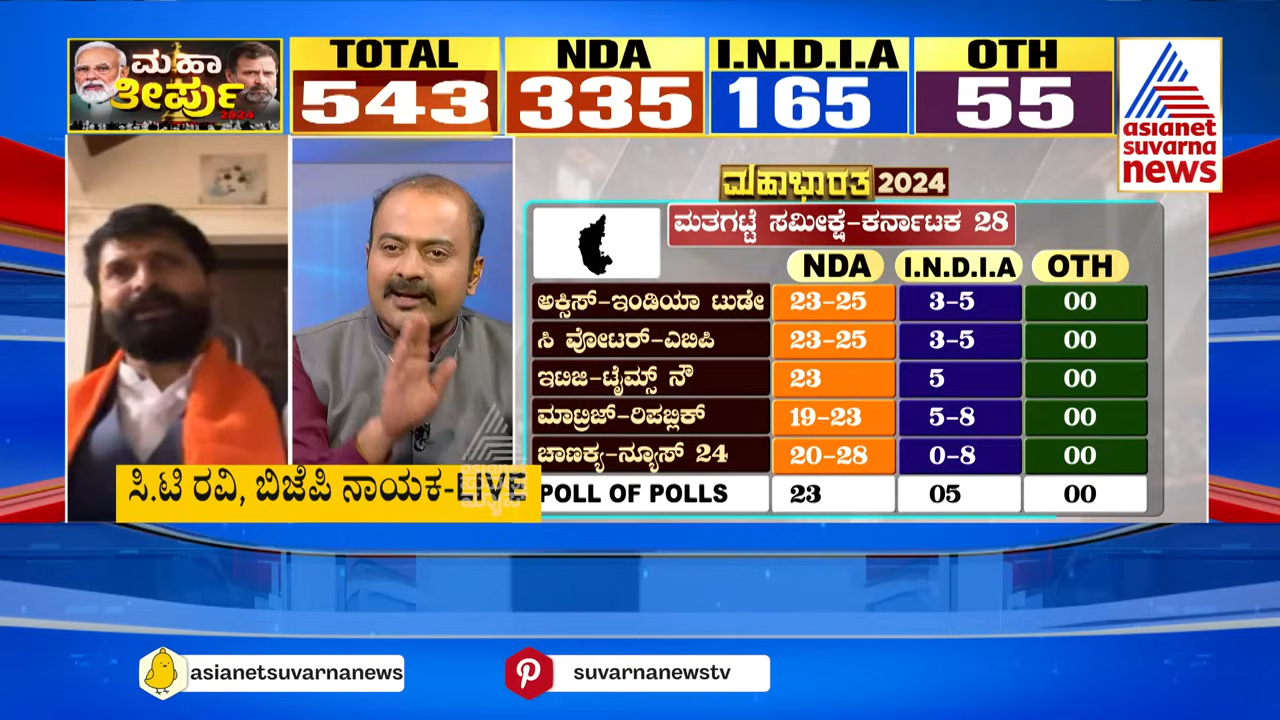 ಮಹಾ
ತೀರ್ಪು
2024
TOTAL
543
NDA
335
I.N.D.I.A
165
OTH
55
asianet
suvarna
news
ಮಹಾಭಾರತ 2024
ಮತಗಟ್ಟೆ ಸಮೀಕ್ಷೆ-ಕರ್ನಾಟಕ 28
NDA I.N.D.I.A OTH
ಅಕ್ಸಿಸ್-ಇಂಡಿಯಾ ಟುಡೇ 23-25 3-5 00
ಸಿ ವೋಟರ್-ಎಬಿಪಿ 23-25 3-5 00
ಇಟಿಜಿ-ಟೈಮ್ಸ್ ನೌ 23 5 00
ಮಾಟ್ರಿಜ್-ರಿಪಬ್ಲಿಕ್ 19-23 5-8 00
ಚಾಣಕ್ಯ-ನ್ಯೂಸ್ 24 20-28 0-8 00
POLL OF POLLS 23 05 00
ಸಿ.ಟಿ ರವಿ, ಬಿಜೆಪಿ ನಾಯಕ-LIVE
asianetsuvarnanews
suvarnanewstv